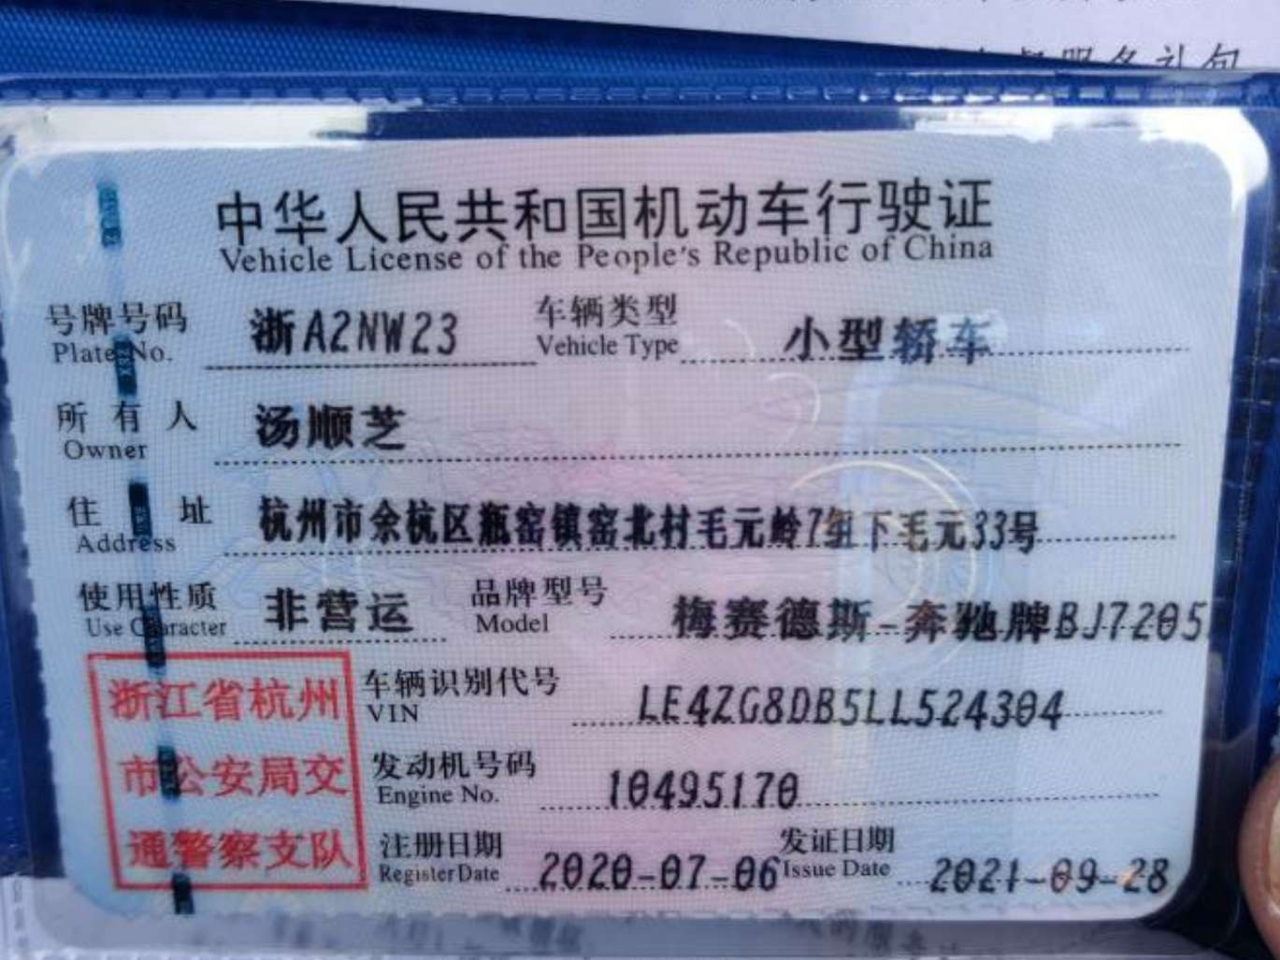 中华人民共和国机动车行驶证
Vehicle License of the People's Republic of China
号牌号码 浙A2NW23 车辆类型 小型轿车
Plate No. Vehicle Type
所有人 汤顺芝
Owner
住址 杭州市余杭区瓶窑镇窑北村毛元岭7组下毛元33号
Address
使用性质 非营运 品牌型号 梅赛德斯-奔驰牌BJ7205
Use Character Model
浙江省杭州
市公安局交
通警察支队
车辆识别代号 LE4ZG8DB5LL524304
VIN
发动机号码 10495170
Engine No.
注册日期 2020-07-06 发证日期 2021-09-28
Register Date Issue Date